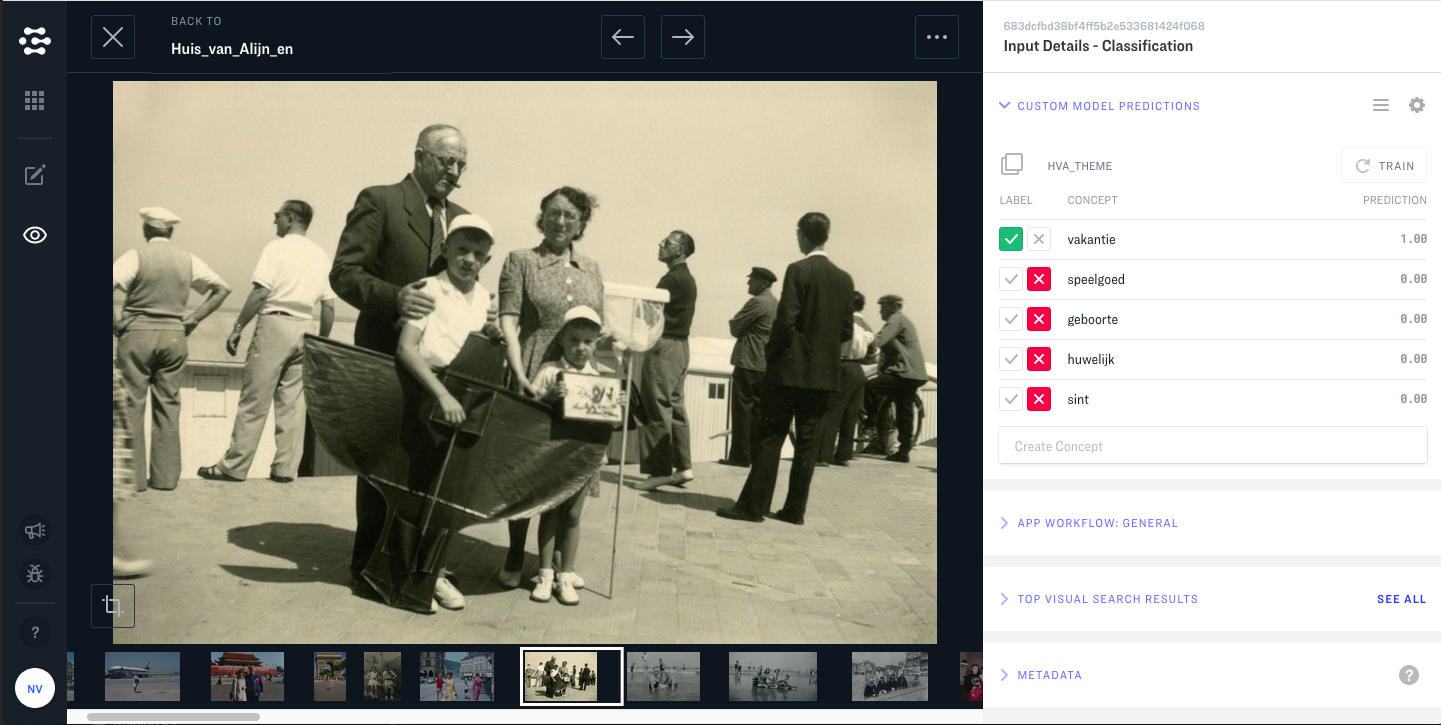 BACK TO
Huis_van_Alijn_en
683dcfbd38bf4ff5b2e533681424f068
Input Details - Classification
CUSTOM MODEL PREDICTIONS
HVA_THEME
TRAIN
LABEL CONCEPT PREDICTION
vakantie 1.00
speelgoed 0.00
geboorte 0.00
huwelijk 0.00
sint 0.00
Create Concept
APP WORKFLOW: GENERAL
TOP VISUAL SEARCH RESULTS SEE ALL
METADATA ?
?
NV